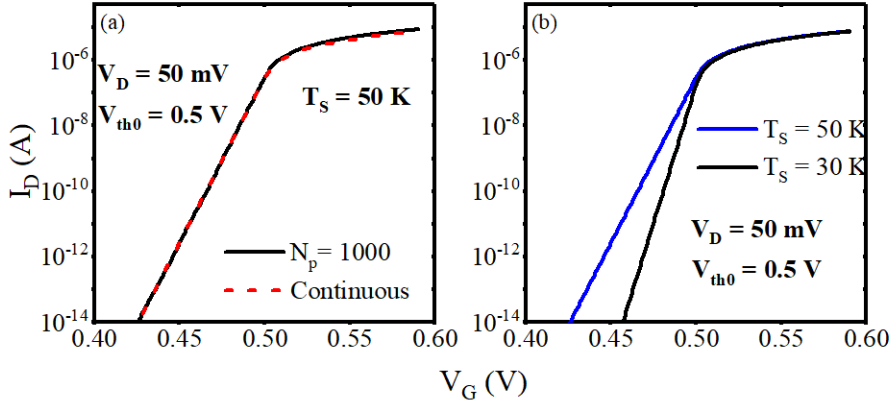 (a)
V_D = 50 mV
V_th0 = 0.5 V
T_S = 50 K
N_p = 1000
Continuous
I_D (A)
10^-6
10^-8
10^-10
10^-12
10^-14
0.40 0.45 0.50 0.55 0.60
(b)
T_S = 50 K
T_S = 30 K
V_D = 50 mV
V_th0 = 0.5 V
10^-6
10^-8
10^-10
10^-12
10^-14
0.40 0.45 0.50 0.55 0.60
V_G (V)